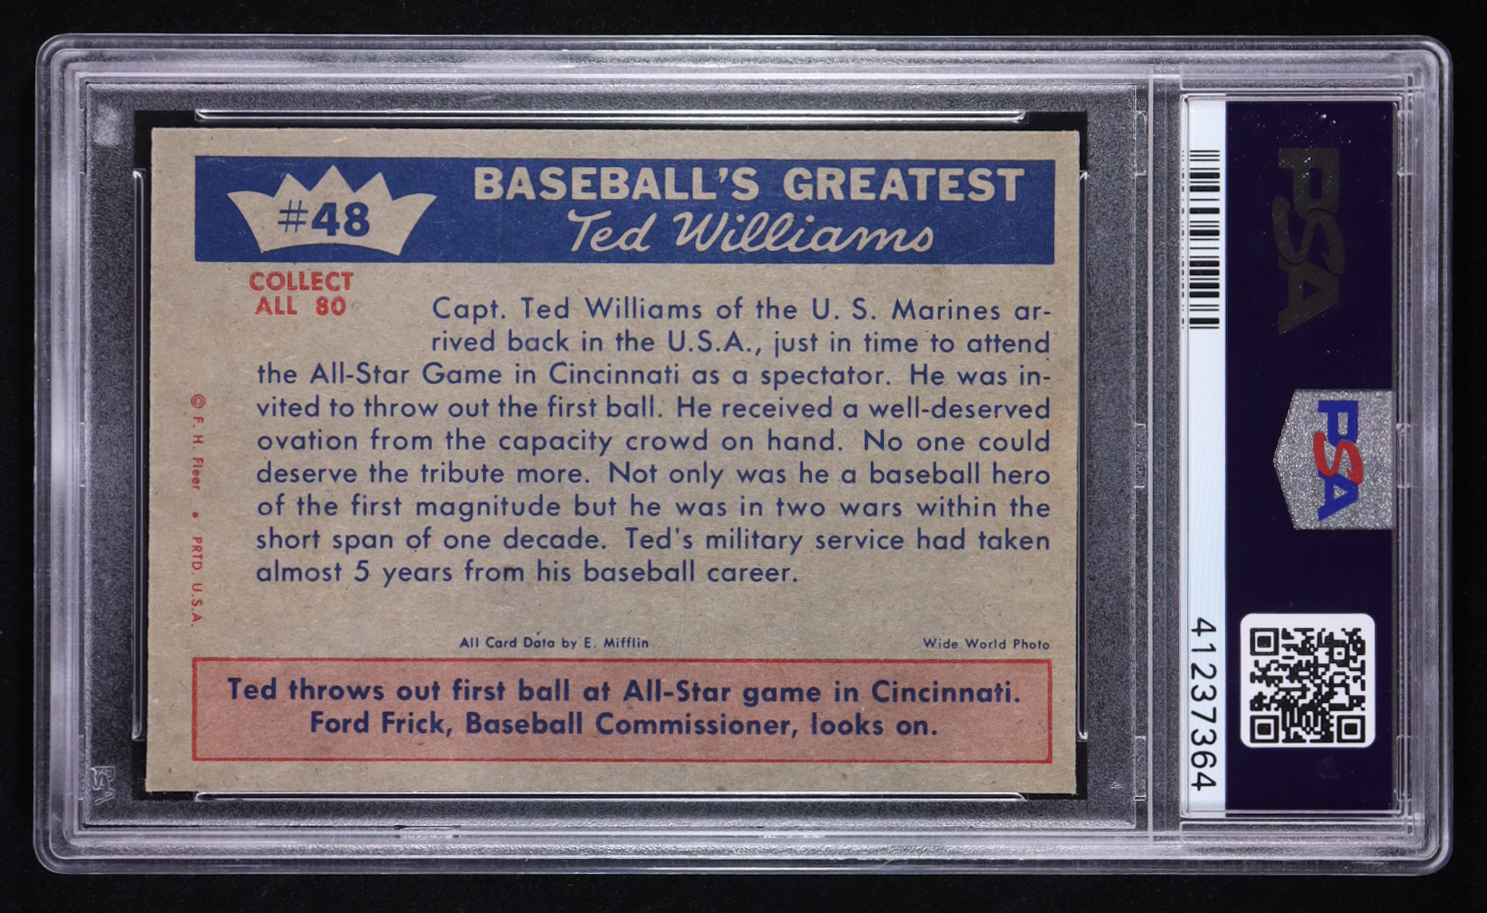 #48
BASEBALL'S GREATEST
Ted Williams
COLLECT
ALL 80
Capt. Ted Williams of the U. S. Marines ar-
rived back in the U.S.A., just in time to attend
the All-Star Game in Cincinnati as a spectator. He was in-
vited to throw out the first ball. He received a well-deserved
ovation from the capacity crowd on hand. No one could
deserve the tribute more. Not only was he a baseball hero
of the first magnitude but he was in two wars within the
short span of one decade. Ted's military service had taken
almost 5 years from his baseball career.
© F. H. Fleer • PRTD. U.S.A.
All Card Data by E. Mifflin
Wide World Photo
Ted throws out first ball at All-Star game in Cincinnati.
Ford Frick, Baseball Commissioner, looks on.
PSA
PSA
41237364
PSA